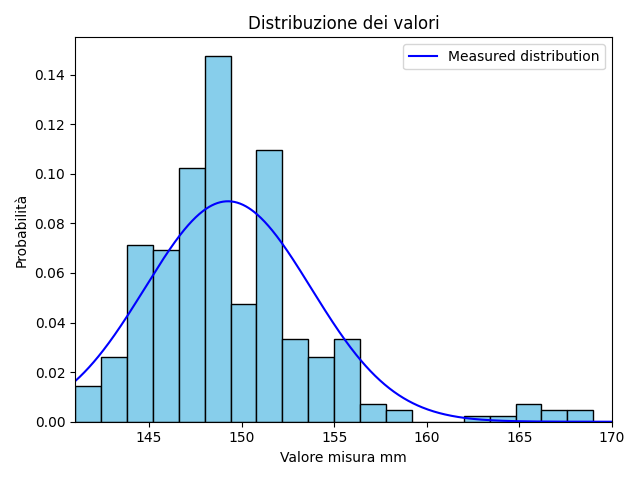 Distribuzione dei valori
Measured distribution
Probabilità
0.14
0.12
0.10
0.08
0.06
0.04
0.02
0.00
145 150 155 160 165 170
Valore misura mm